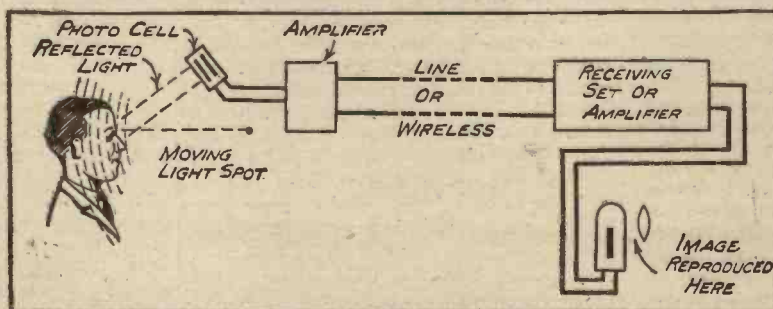 PHOTO CELL
REFLECTED
LIGHT
AMPLIFIER
LINE
OR
WIRELESS
RECEIVING
SET OR
AMPLIFIER
MOVING
LIGHT SPOT
IMAGE
REPRODUCED
HERE